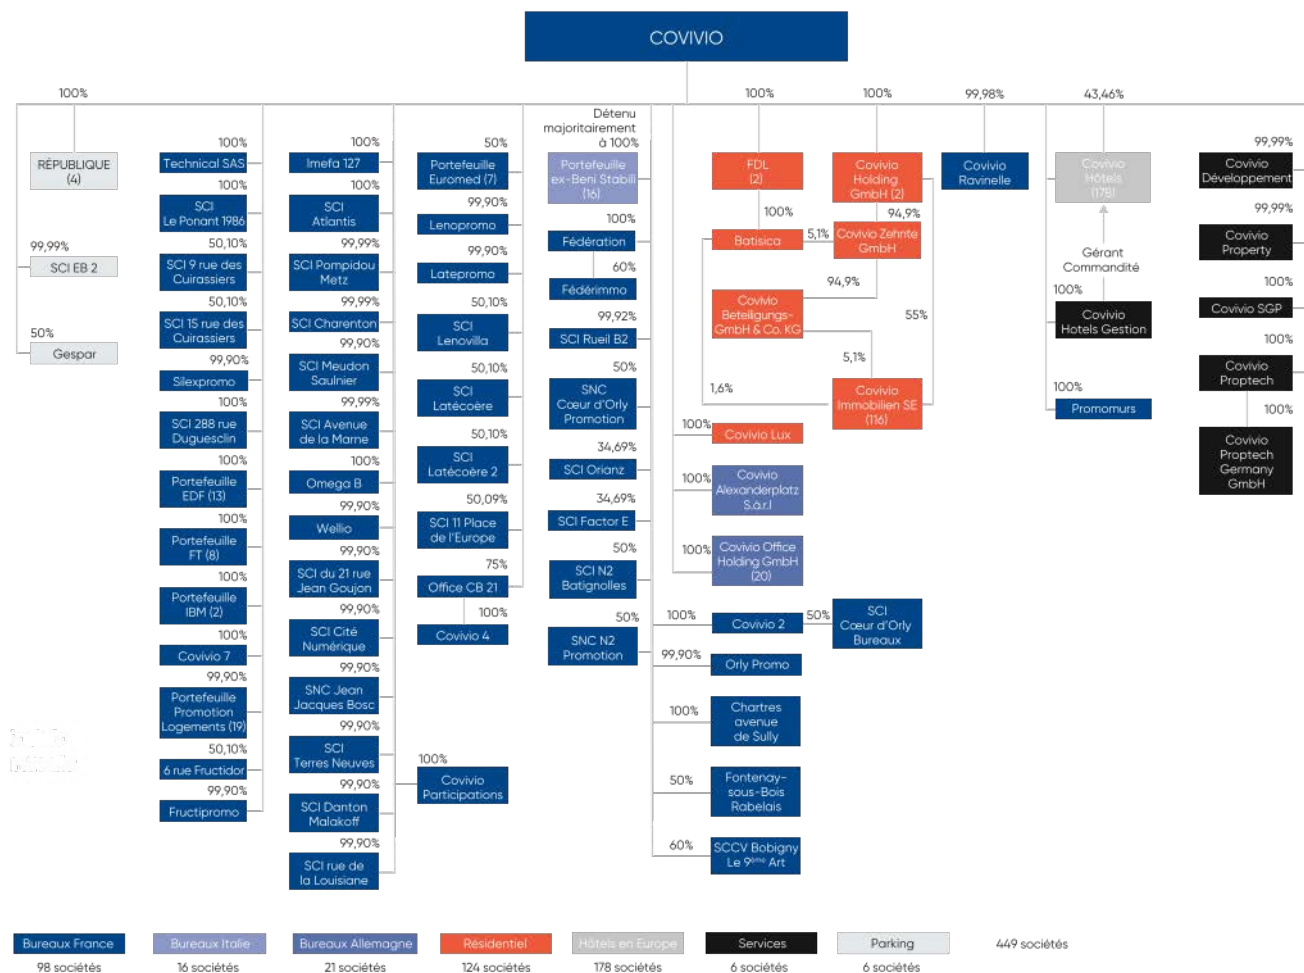 COVIVIO
100%
RÉPUBLIQUE
(4)
99,99%
SCI EB 2
50%
Gespar
100%
Technical SAS
100%
SCI
Le Ponant 1986
50,10%
SCI 9 rue des
Cuirassiers
50,10%
SCI 15 rue des
Cuirassiers
99,90%
Silexpromo
100%
SCI 288 rue
Duguesclin
100%
Portefeuille
EDF (13)
100%
Portefeuille
FT (8)
100%
Portefeuille
IBM (2)
100%
Covivio 7
99,90%
Portefeuille
Promotion
Logements (19)
50,10%
6 rue Fructidor
99,90%
Fructipromo
100%
Imefa 127
100%
SCI
Atlantis
99,99%
SCI Pompidou
Metz
99,99%
SCI Charenton
99,90%
SCI Meudon
Saulnier
99,99%
SCI Avenue
de la Marne
100%
Omega B
99,90%
Wellio
99,90%
SCI du 21 rue
Jean Goujon
99,90%
SCI Cité
Numérique
99,90%
SNC Jean
Jacques Bosc
99,90%
SCI
Terres Neuves
99,90%
SCI Danton
Malakoff
99,90%
SCI rue de
la Louisiane
50%
Portefeuille
Euromed (7)
99,90%
Lenopromo
99,90%
Latepromo
50,10%
SCI
Lenovilla
50,10%
SCI
Latécoère
50,10%
SCI
Latécoère 2
50,09%
SCI 11 Place
de l'Europe
75%
Office CB 21
100%
Covivio 4
100%
Covivio
Participations
Détenu
majoritairement
à 100%
Portefeuille
ex-Beni Stabili
(16)
100%
Fédération
60%
Fédérimmo
99,92%
SCI Rueil B2
50%
SNC
Cœur d'Orly
Promotion
34,69%
SCI Orianz
34,69%
SCI Factor E
50%
SCI N2
Batignolles
50%
SNC N2
Promotion
100%
FDL
(2)
100%
Batisica
5,1%
94,9%
Covivio
Beteiligungs-
GmbH & Co. KG
5,1%
1,6%
100%
Covivio Lux
100%
Covivio
Alexanderplatz
S.à.r.l
100%
Covivio Office
Holding GmbH
(20)
100%
Covivio 2
50%
SCI
Cœur d'Orly
Bureaux
99,90%
Orly Promo
100%
Chartres
avenue
de Sully
50%
Fontenay-
sous-Bois
Rabelais
60%
SCCV Bobigny
Le 9ème Art
100%
Covivio
Holding
GmbH (2)
94,9%
Covivio Zehnte
GmbH
55%
Covivio
Immobilien SE
(116)
99,98%
Covivio
Ravinelle
43,46%
Covivio
Hôtels
(178)
Gérant
Commandité
100%
Covivio
Hotels Gestion
100%
Promomurs
99,99%
Covivio
Développement
99,99%
Covivio
Property
100%
Covivio SGP
100%
Covivio
Proptech
100%
Covivio
Proptech
Germany
GmbH
Bureaux France
98 sociétés
Bureaux Italie
16 sociétés
Bureaux Allemagne
21 sociétés
Résidentiel
124 sociétés
Hôtels en Europe
178 sociétés
Services
6 sociétés
Parking
6 sociétés
449 sociétés